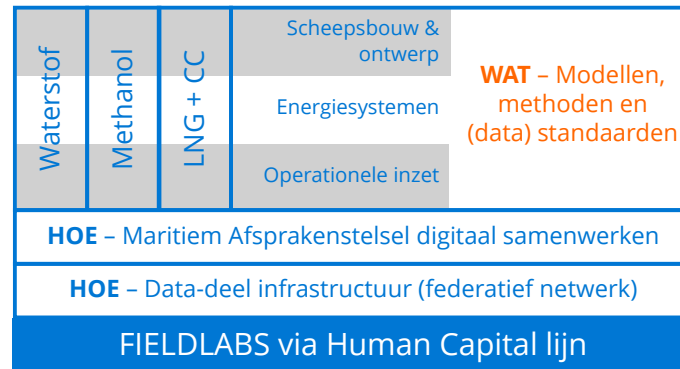 Waterstof
Methanol
LNG + CC
Scheepsbouw &
ontwerp
Energiesystemen
Operationele inzet
WAT – Modellen,
methoden en
(data) standaarden
HOE – Maritiem Afsprakenstelsel digitaal samenwerken
HOE – Data-deel infrastructuur (federatief netwerk)
FIELDLABS via Human Capital lijn